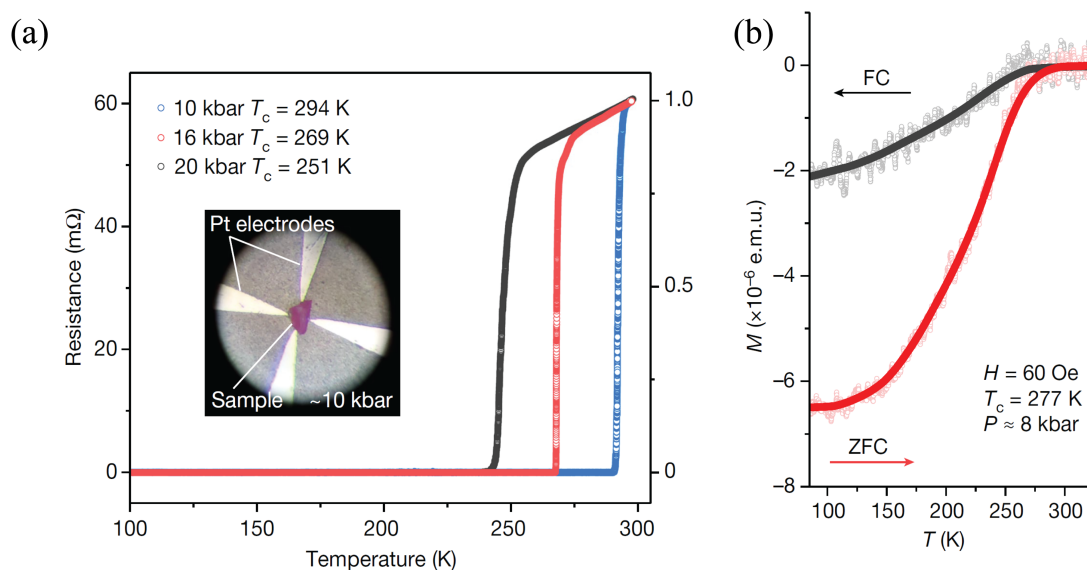 (a)
60
40
20
0
Resistance (mΩ)
10 kbar Tc = 294 K
16 kbar Tc = 269 K
20 kbar Tc = 251 K
Pt electrodes
Sample
~10 kbar
1.0
0.5
0
100
150
200
250
300
Temperature (K)
(b)
0
−2
−4
−6
−8
M (×10⁻⁶ e.m.u.)
FC
ZFC
H = 60 Oe
Tc = 277 K
P ≈ 8 kbar
100
150
200
250
300
T (K)